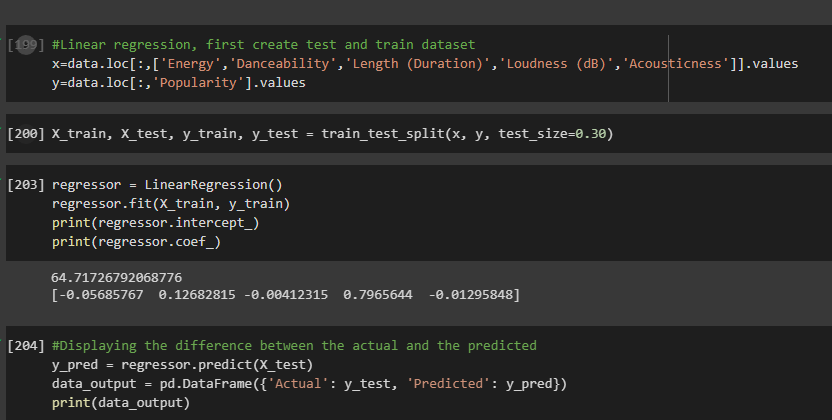 [199] #Linear regression, first create test and train dataset
x=data.loc[:,['Energy','Danceability','Length (Duration)','Loudness (dB)','Acousticness']].values
y=data.loc[:,'Popularity'].values
[200] X_train, X_test, y_train, y_test = train_test_split(x, y, test_size=0.30)
[203] regressor = LinearRegression()
regressor.fit(X_train, y_train)
print(regressor.intercept_)
print(regressor.coef_)
64.71726792068776
[-0.05685767  0.12682815 -0.00412315  0.7965644  -0.01295848]
[204] #Displaying the difference between the actual and the predicted
y_pred = regressor.predict(X_test)
data_output = pd.DataFrame({'Actual': y_test, 'Predicted': y_pred})
print(data_output)